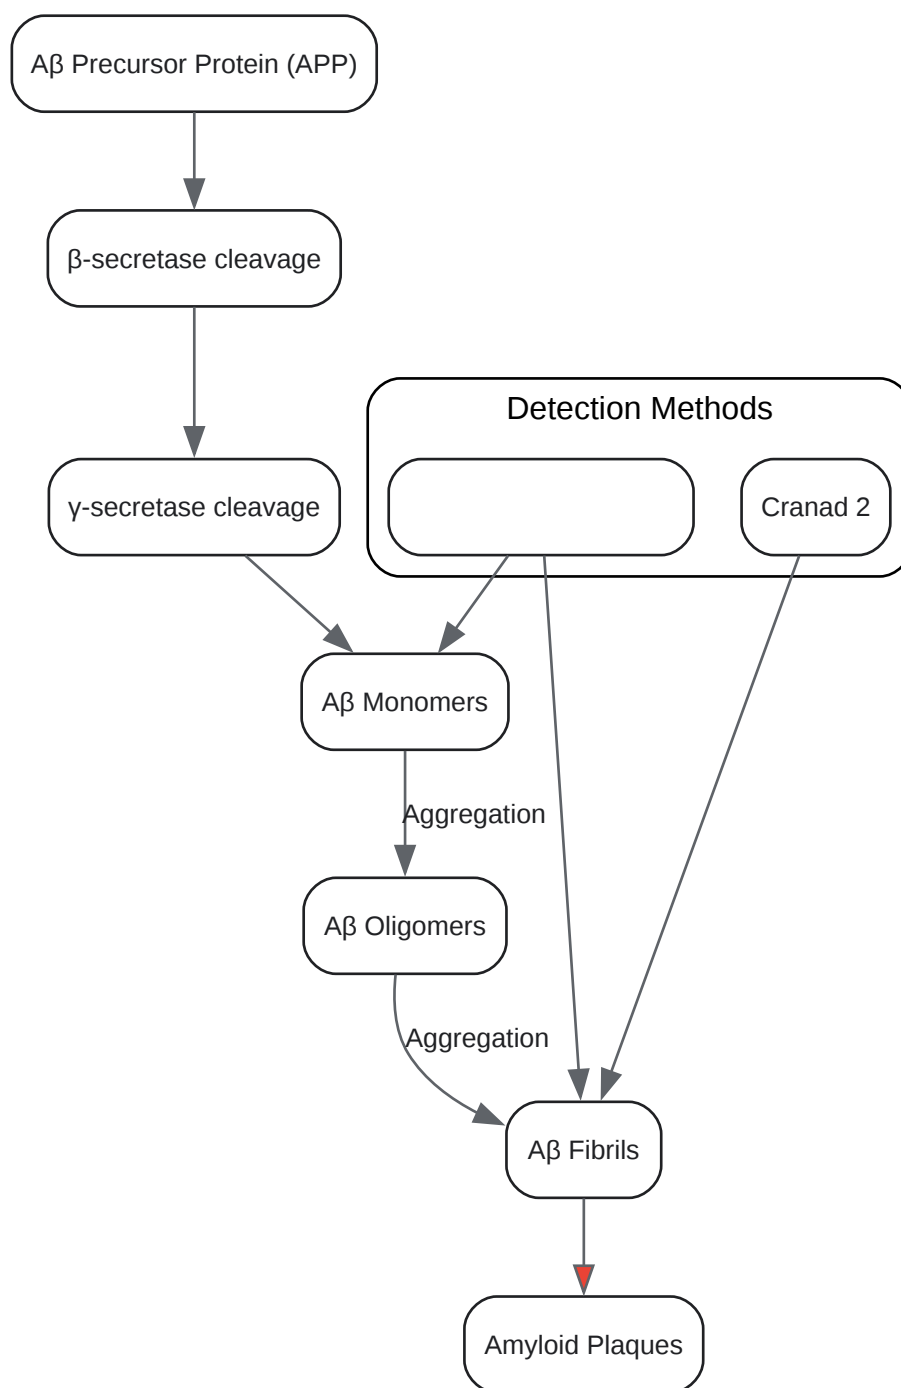 Aβ Precursor Protein (APP)
β-secretase cleavage
Detection Methods
γ-secretase cleavage
Cranad 2
Aβ Monomers
Aggregation
Aβ Oligomers
Aggregation
Aβ Fibrils
Amyloid Plaques